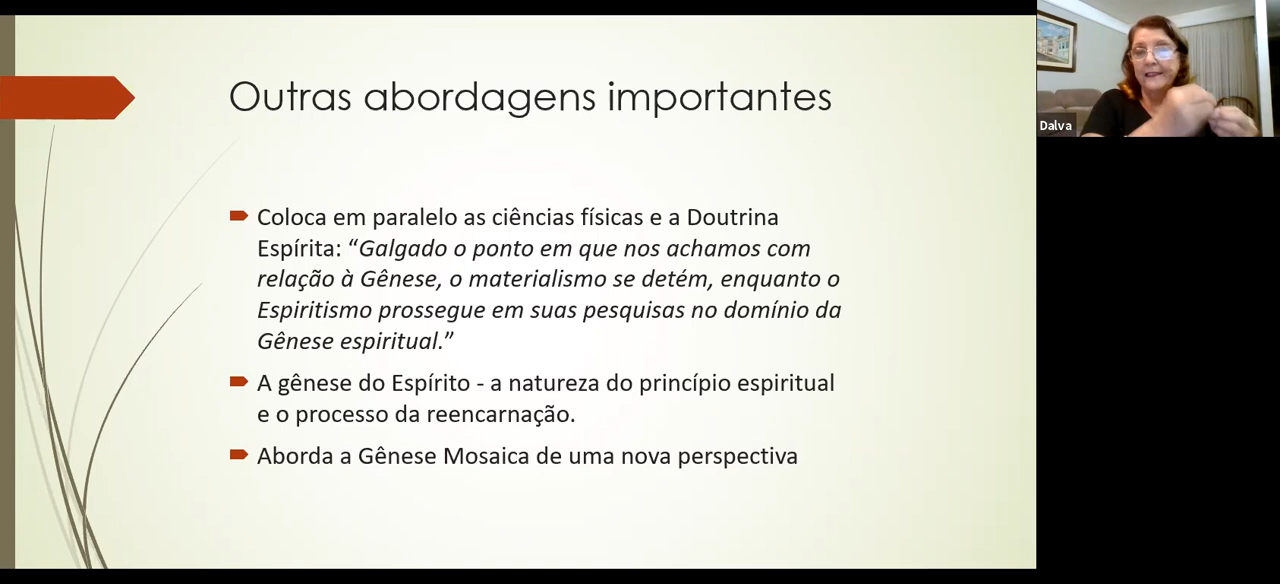 Outras abordagens importantes
Coloca em paralelo as ciências físicas e a Doutrina
Espírita: “Galgado o ponto em que nos achamos com
relação à Gênese, o materialismo se detém, enquanto o
Espiritismo prossegue em suas pesquisas no domínio da
Gênese espiritual.”
A gênese do Espírito - a natureza do princípio espiritual
e o processo da reencarnação.
Aborda a Gênese Mosaica de uma nova perspectiva
Dalva